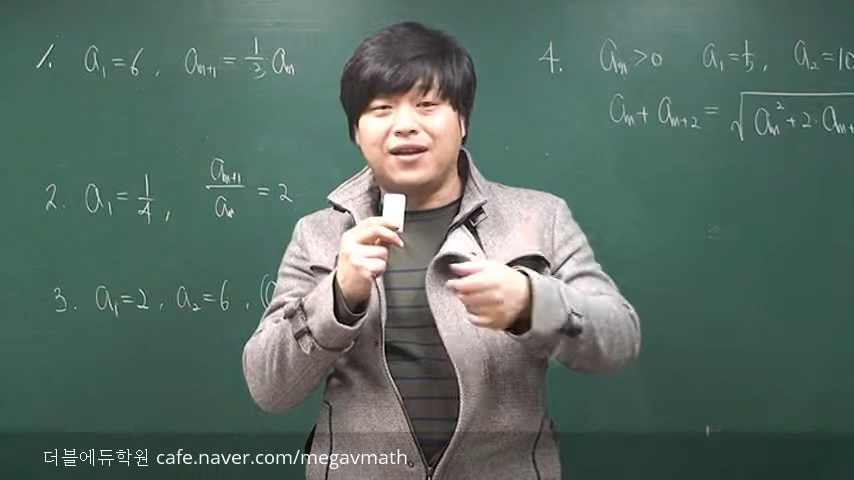 1. a₁=6, aₙ₊₁=⅓aₙ
2. a₁=¼, aₙ₊₁/aₙ=2
3. a₁=2, a₂=6,
4. aₙ>0 a₁=⅕, a₂=10
aₙ·aₙ₊₂=√aₙ²+2·aₙ₊
더블에듀학원 cafe.naver.com/megavmath